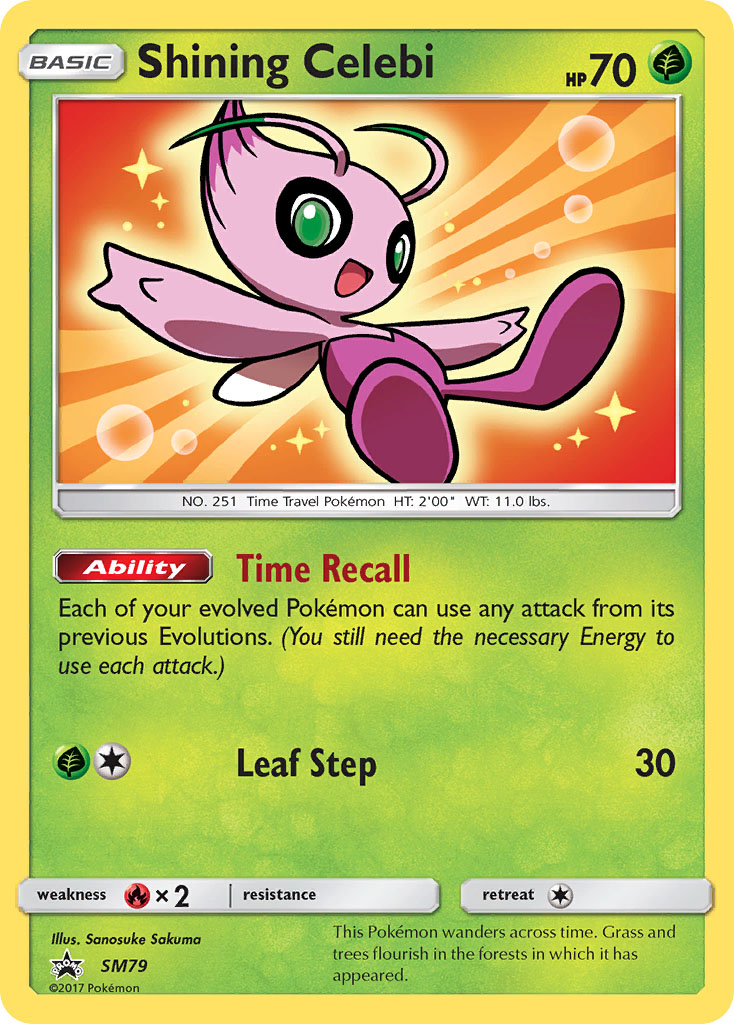 BASIC Shining Celebi HP 70
NO. 251 Time Travel Pokémon HT: 2'00" WT: 11.0 lbs.
Ability Time Recall
Each of your evolved Pokémon can use any attack from its
previous Evolutions. (You still need the necessary Energy to
use each attack.)
Leaf Step 30
weakness ×2 resistance retreat
Illus. Sanosuke Sakuma
PROMO SM79
©2017 Pokémon
This Pokémon wanders across time. Grass and
trees flourish in the forests in which it has
appeared.